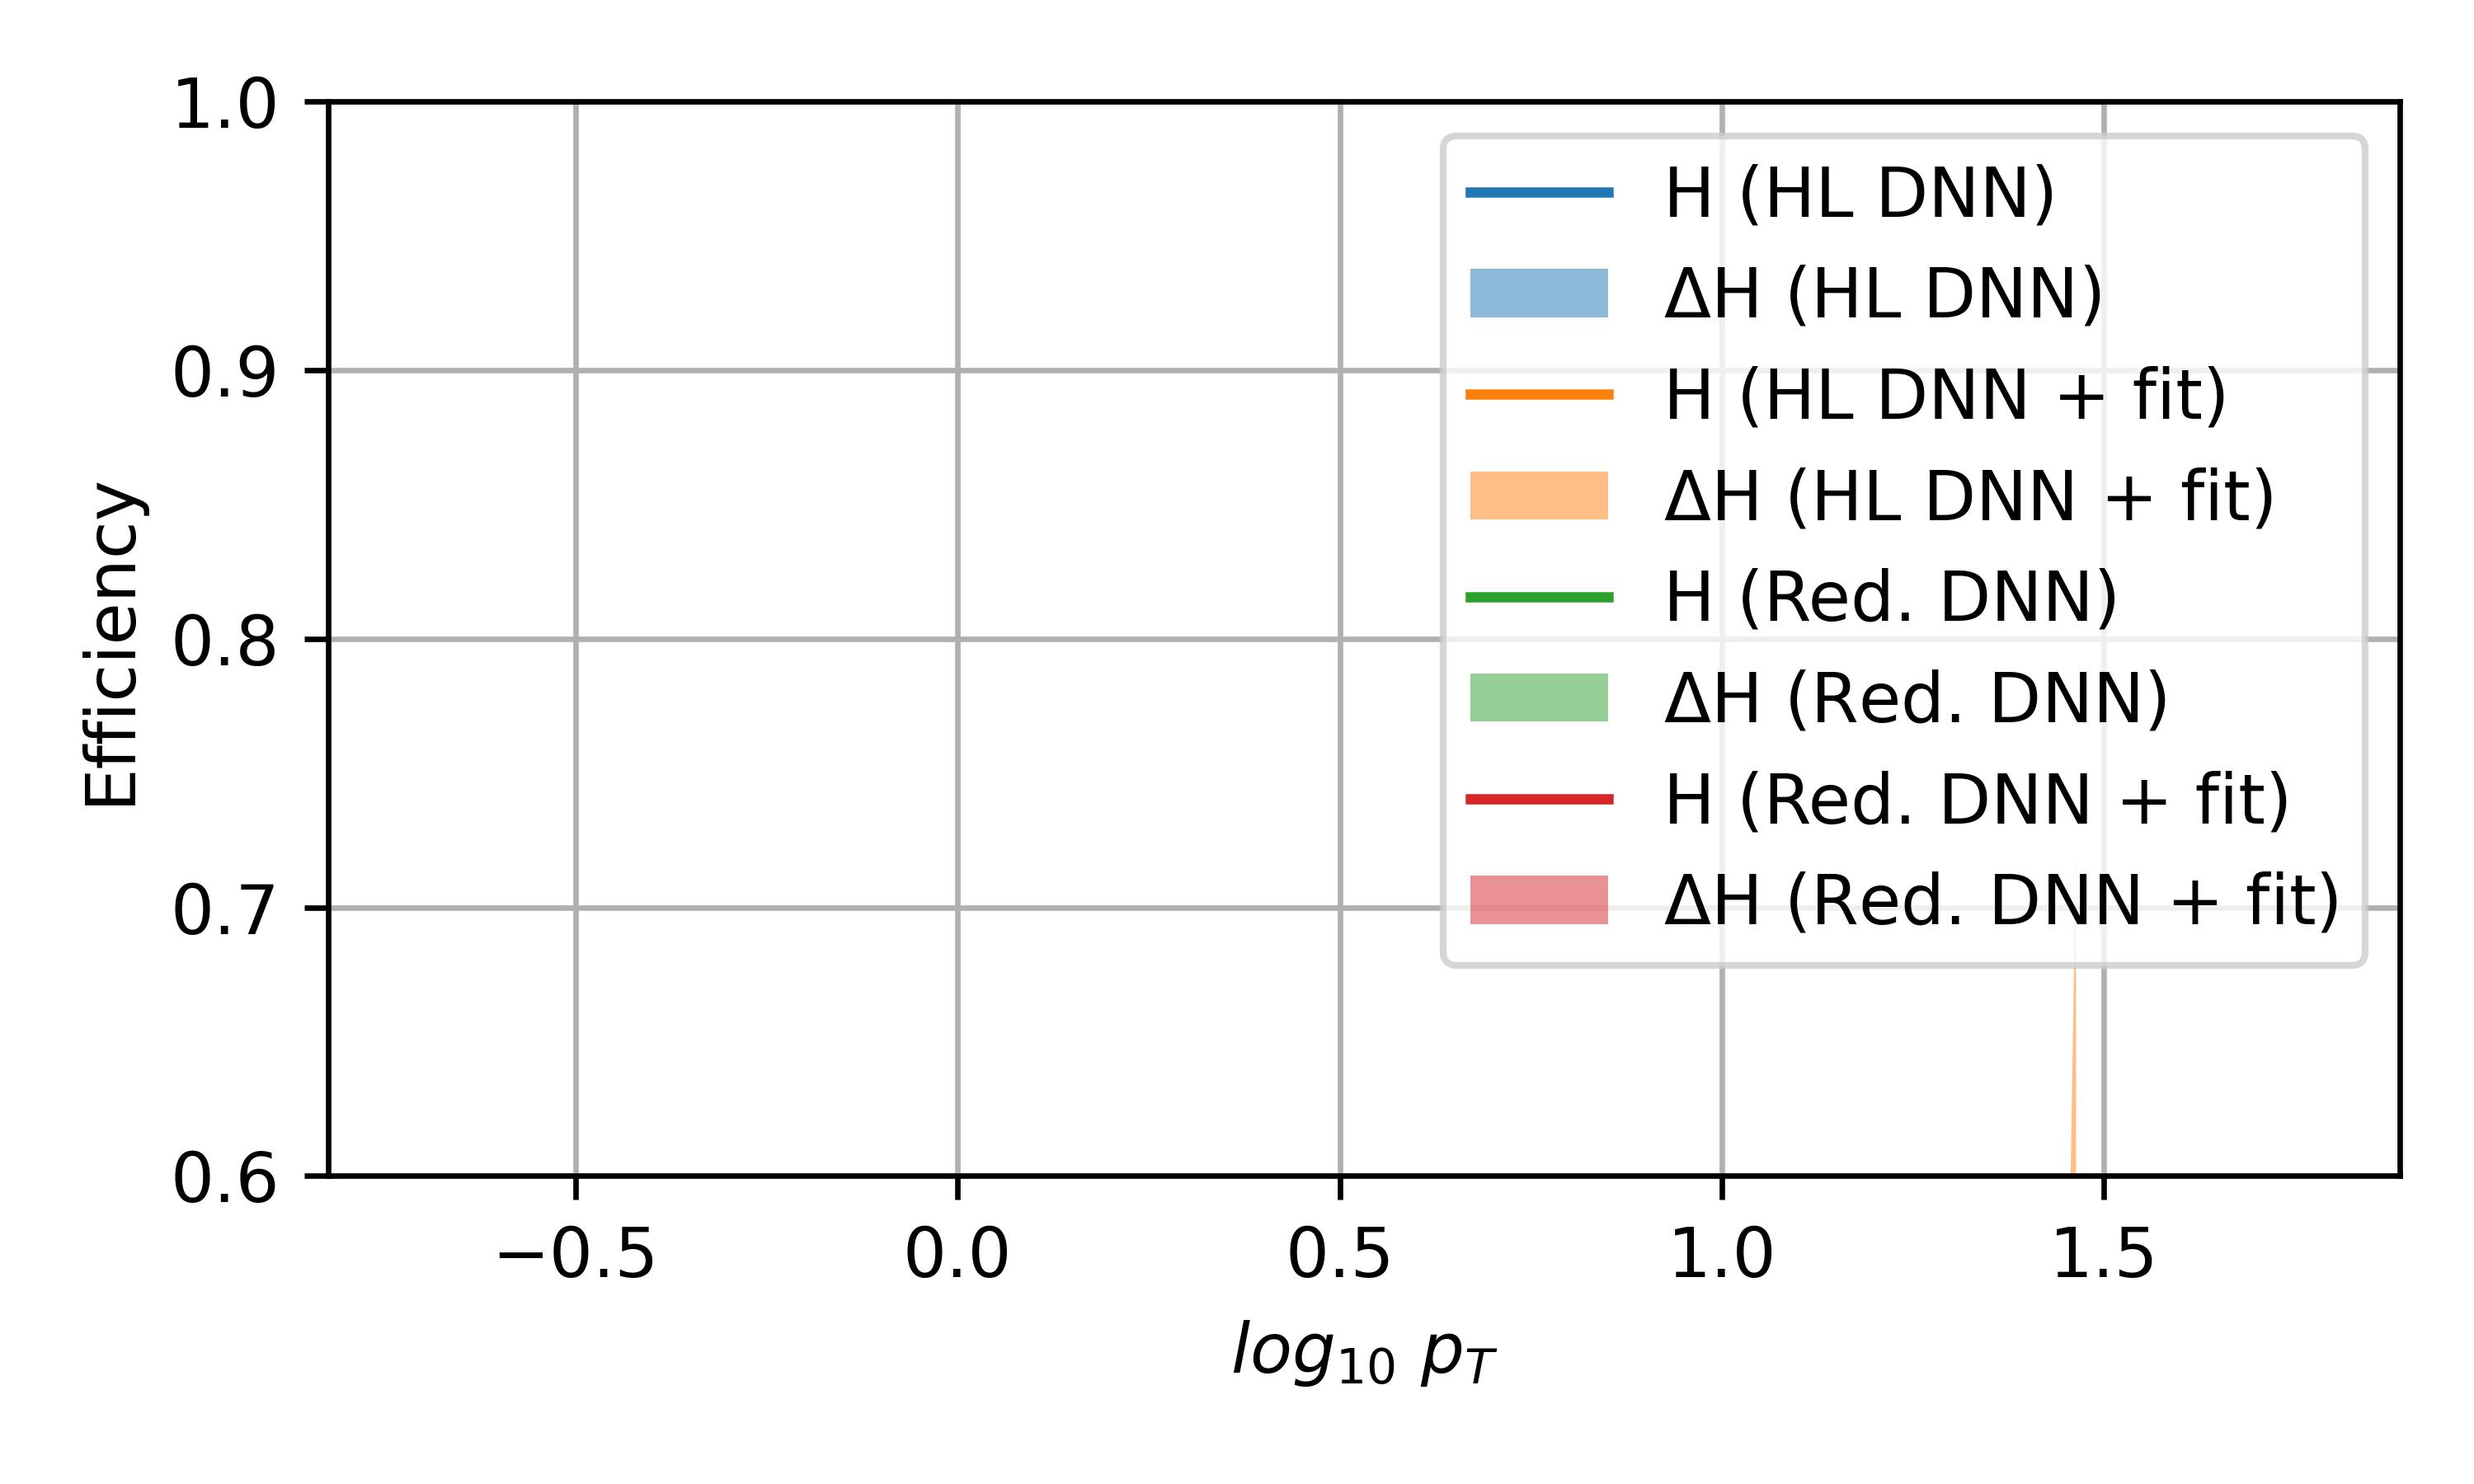 1.0
0.9
0.8
0.7
0.6
Efficiency
H (HL DNN)
ΔH (HL DNN)
H (HL DNN + fit)
ΔH (HL DNN + fit)
H (Red. DNN)
ΔH (Red. DNN)
H (Red. DNN + fit)
ΔH (Red. DNN + fit)
−0.5 0.0 0.5 1.0 1.5
log₁₀ p_T